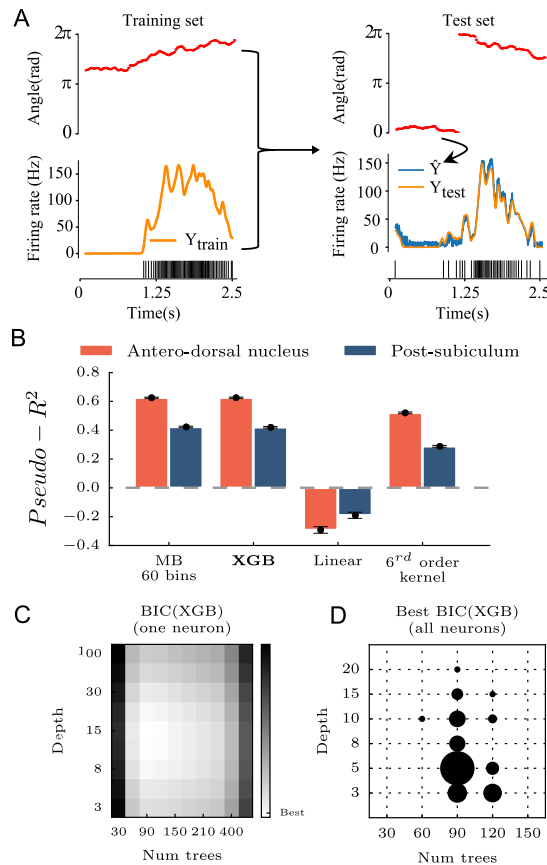 A
Training set
Test set
Angle(rad)
2π
π
0
Angle(rad)
2π
π
0
Firing rate (Hz)
150
100
50
0
Y_train
1.25
2.5
Time(s)
Firing rate (Hz)
150
100
50
0
Ŷ
Y_test
0
1.25
2.5
Time(s)
B
Antero-dorsal nucleus
Post-subiculum
Pseudo − R²
0.6
0.4
0.2
0.0
−0.2
−0.4
MB
60 bins
XGB
Linear
6^rd order
kernel
C
BIC(XGB)
(one neuron)
Depth
100
30
15
8
3
30 90 150 210 400
Num trees
Best
D
Best BIC(XGB)
(all neurons)
Depth
20
15
10
8
5
3
30 60 90 120 150
Num trees